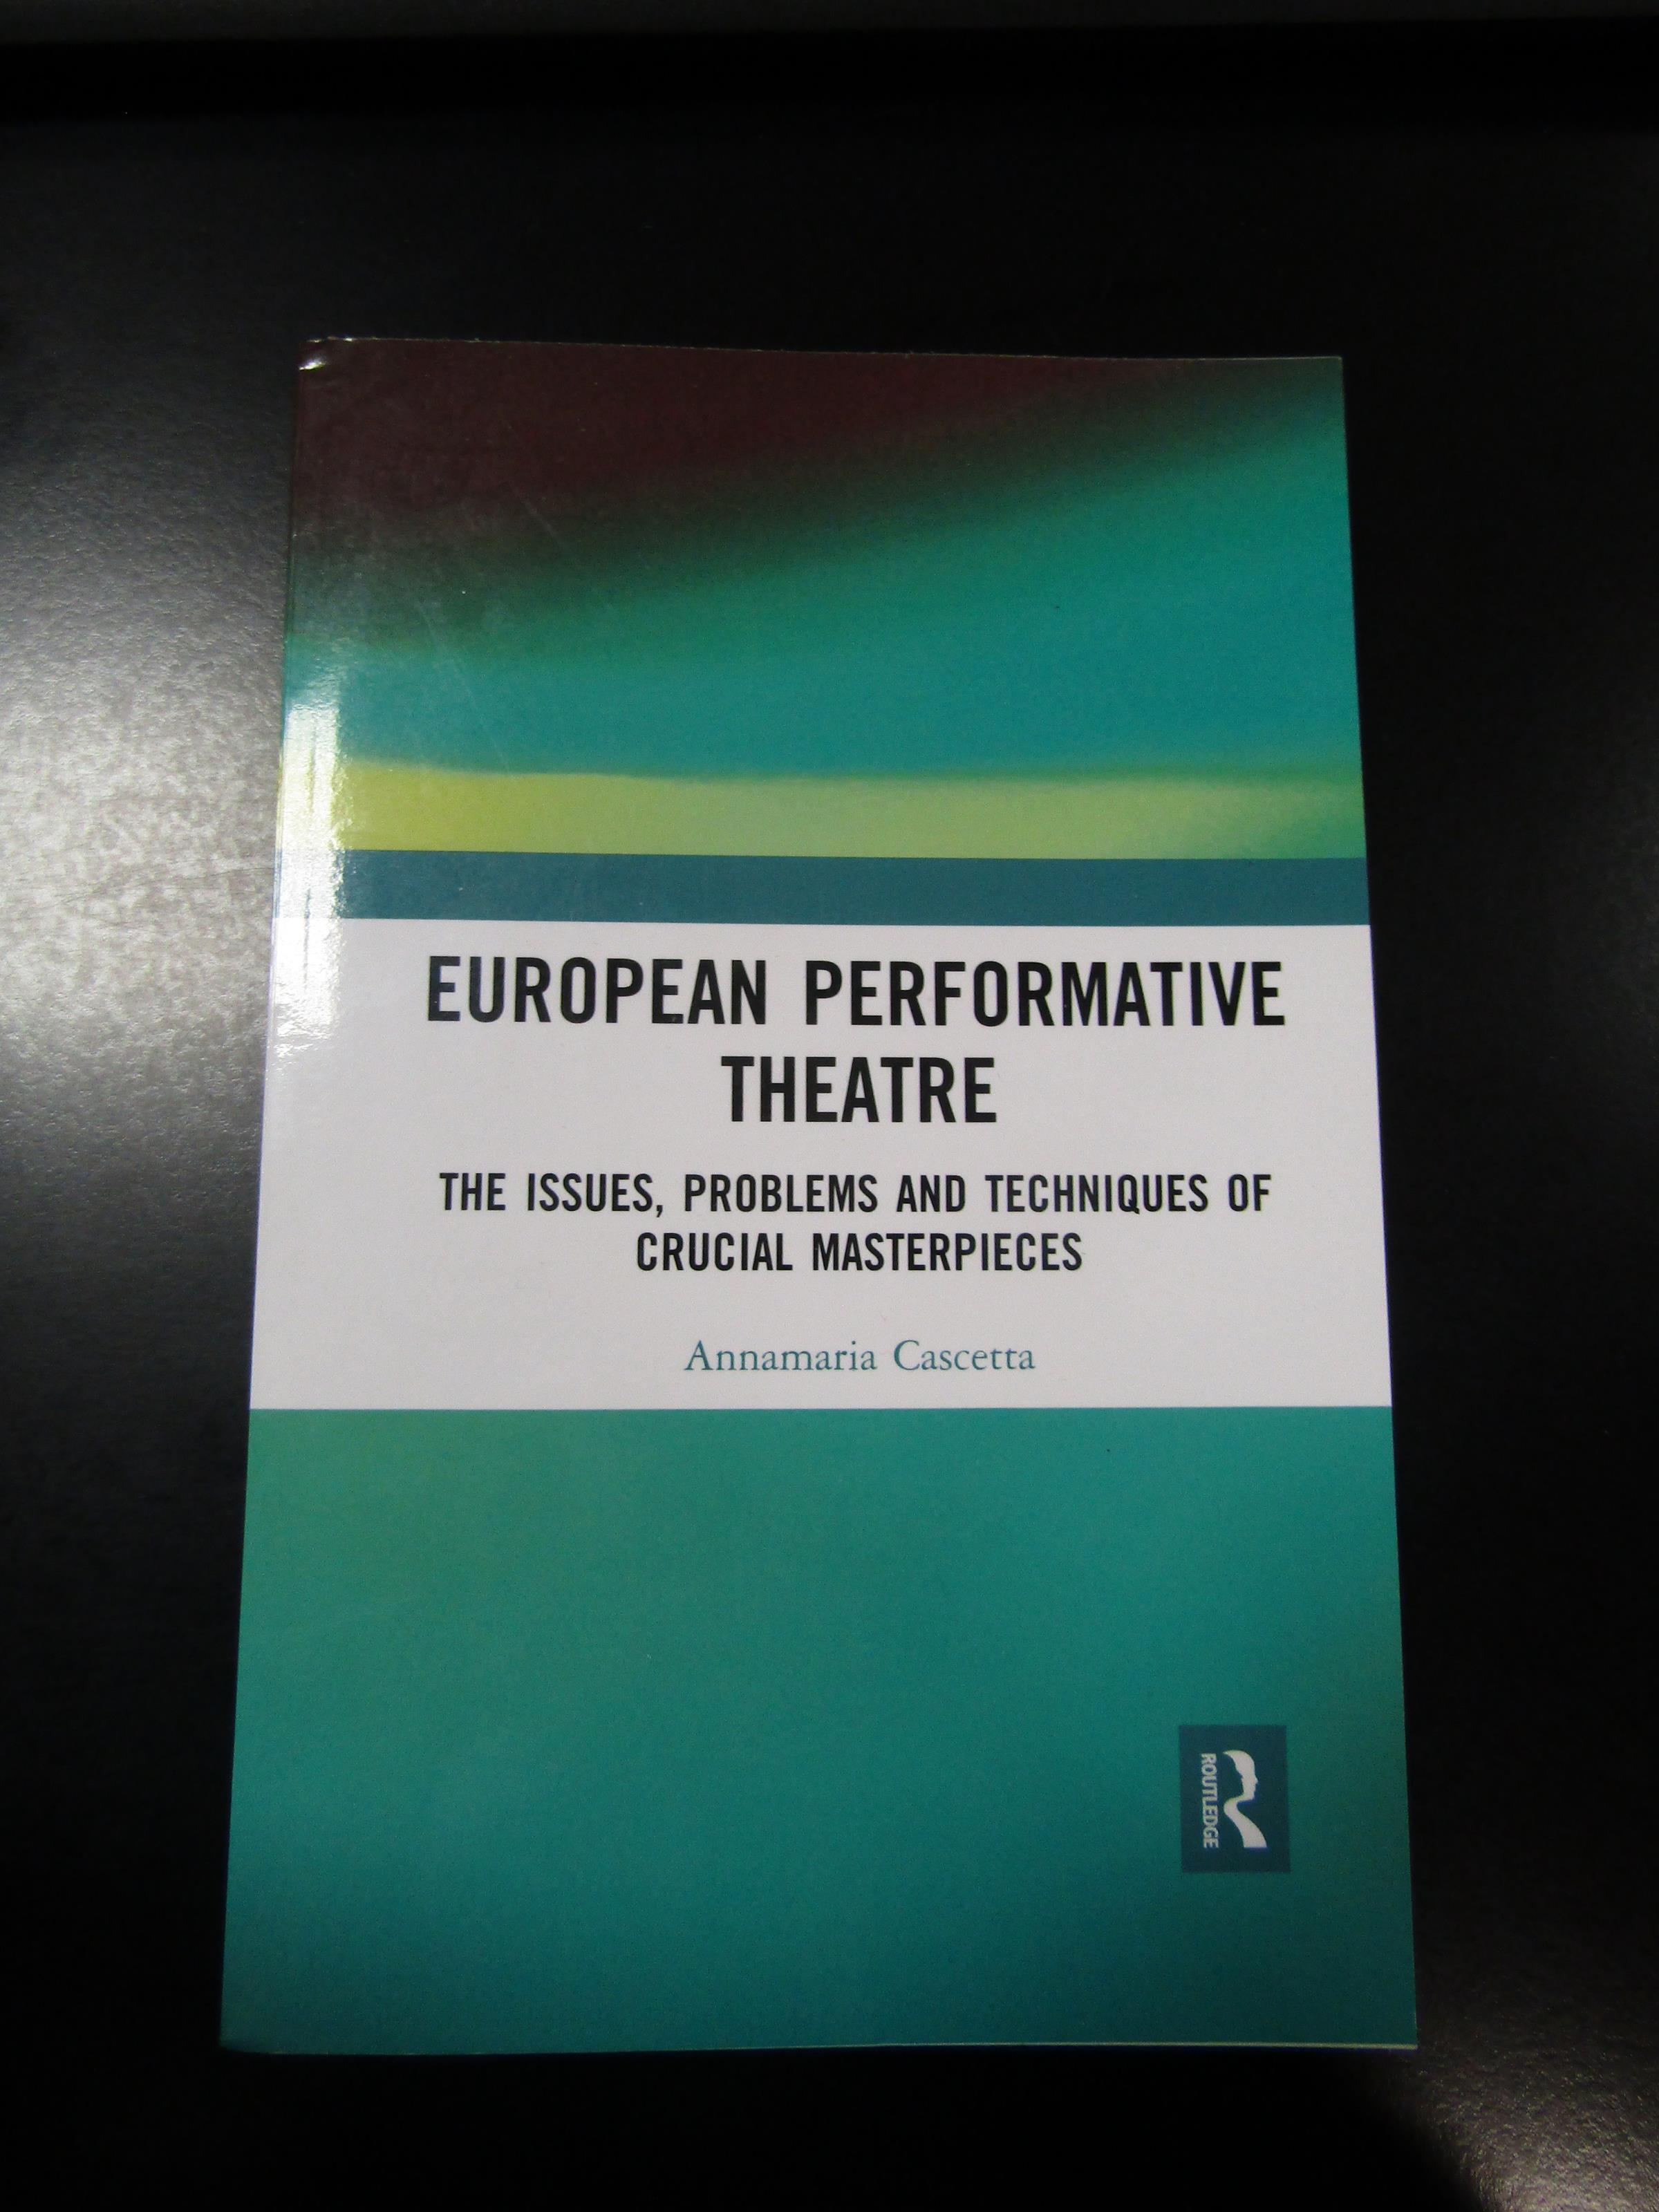 EUROPEAN PERFORMATIVE
THEATRE
THE ISSUES, PROBLEMS AND TECHNIQUES OF
CRUCIAL MASTERPIECES
Annamaria Cascetta
ROUTLEDGE